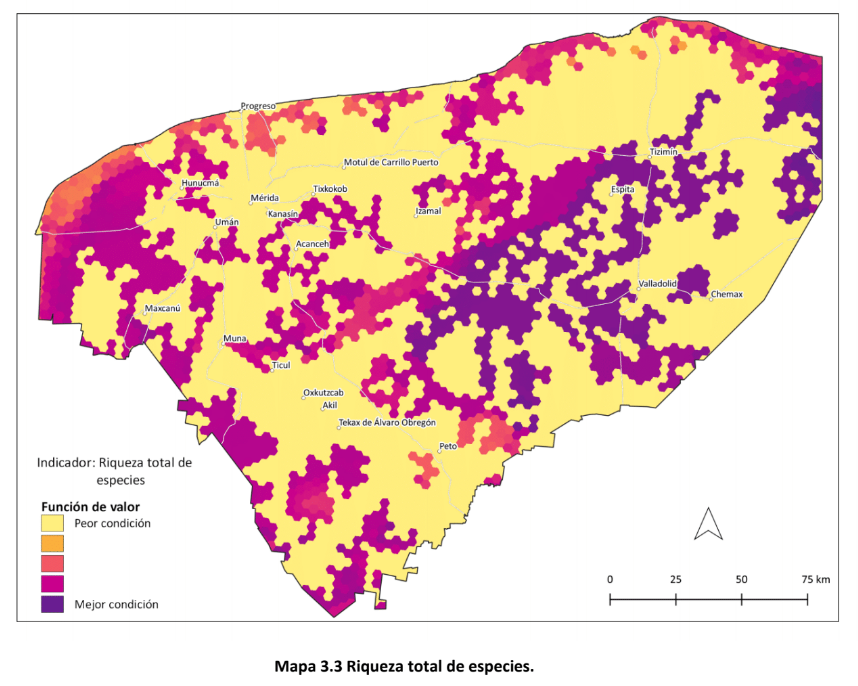 Progreso
Tizimín
Motul de Carrillo Puerto
Hunucmá
Tixkokob
Espita
Mérida
Kanasín
Izamal
Umán
Acanceh
Valladolid
Chemax
Maxcanú
Muna
Ticul
Oxkutzcab
Akil
Tekax de Álvaro Obregón
Peto
Indicador: Riqueza total de
especies
Función de valor
Peor condición
Mejor condición
0 25 50 75 km
Mapa 3.3 Riqueza total de especies.